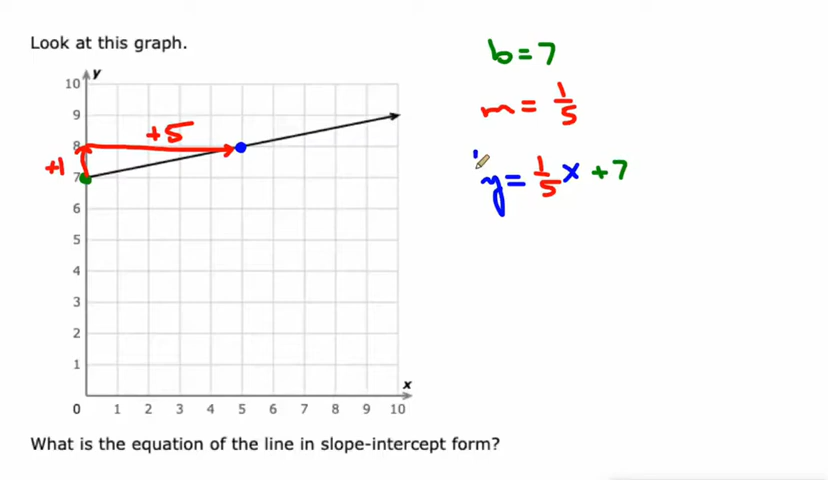 Look at this graph.
b = 7
m = 1/5
y = 1/5 x + 7
y
10
9
8
7
6
5
4
3
2
1
+5
+1
x
0 1 2 3 4 5 6 7 8 9 10
What is the equation of the line in slope-intercept form?